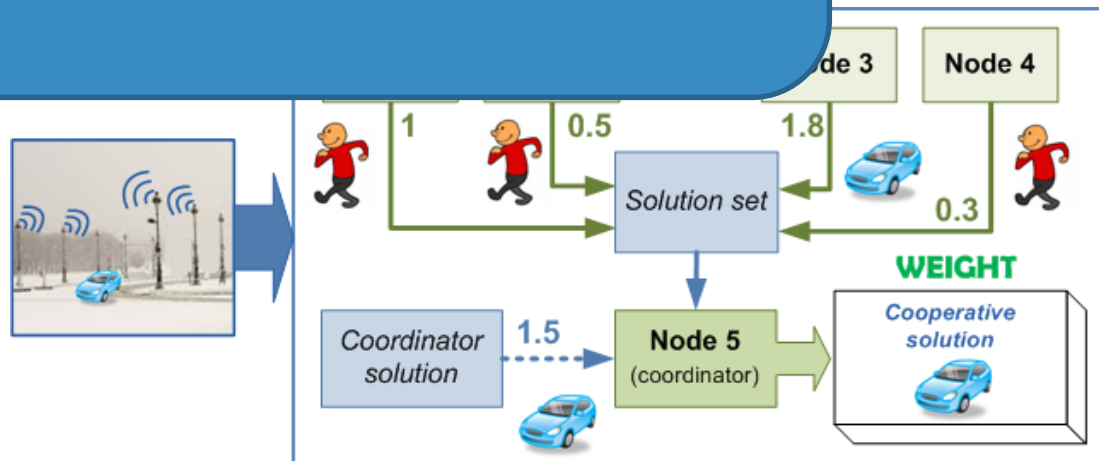 de 3
Node 4
1
0.5
1.8
Solution set
0.3
WEIGHT
Coordinator
solution
1.5
Node 5
(coordinator)
Cooperative
solution